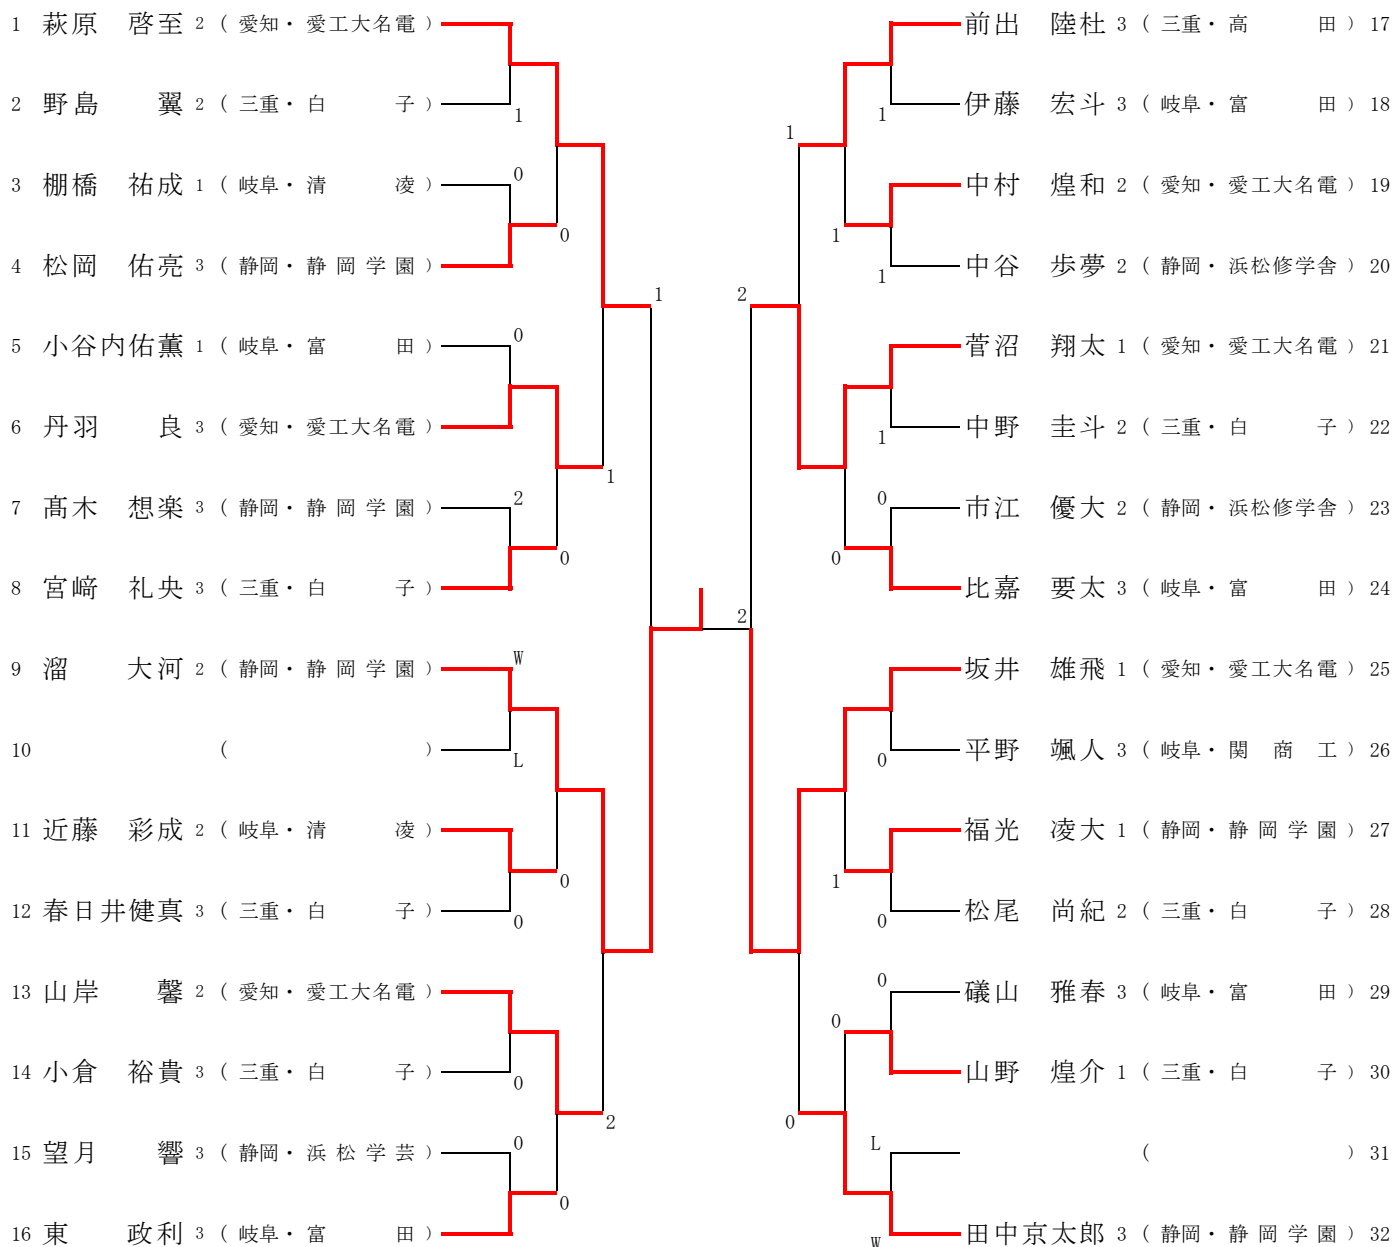 1 萩原 啓至 2 ( 愛知・愛工大名電 )
2 野島 翼 2 ( 三重・白 子 )
1
3 棚橋 祐成 1 ( 岐阜・清 凌 )
0
4 松岡 佑亮 3 ( 静岡・静岡学園 )
0
5 小谷内佑薫 1 ( 岐阜・富 田 )
0
6 丹羽 良 3 ( 愛知・愛工大名電 )
1
7 髙木 想楽 3 ( 静岡・静岡学園 )
2
8 宮﨑 礼央 3 ( 三重・白 子 )
0
1
9 溜 大河 2 ( 静岡・静岡学園 )
W
10 ( )
L
11 近藤 彩成 2 ( 岐阜・清 凌 )
0
12 春日井健真 3 ( 三重・白 子 )
0
13 山岸 馨 2 ( 愛知・愛工大名電 )
14 小倉 裕貴 3 ( 三重・白 子 )
0
2
15 望月 響 3 ( 静岡・浜松学芸 )
0
16 東 政利 3 ( 岐阜・富 田 )
0
前出 陸杜 3 ( 三重・高 田 ) 17
伊藤 宏斗 3 ( 岐阜・富 田 ) 18
1
1
中村 煌和 2 ( 愛知・愛工大名電 ) 19
1
中谷 歩夢 2 ( 静岡・浜松修学舎 ) 20
1
2
菅沼 翔太 1 ( 愛知・愛工大名電 ) 21
中野 圭斗 2 ( 三重・白 子 ) 22
1
市江 優大 2 ( 静岡・浜松修学舎 ) 23
0
比嘉 要太 3 ( 岐阜・富 田 ) 24
0
2
坂井 雄飛 1 ( 愛知・愛工大名電 ) 25
平野 颯人 3 ( 岐阜・関 商 工 ) 26
0
福光 凌大 1 ( 静岡・静岡学園 ) 27
1
松尾 尚紀 2 ( 三重・白 子 ) 28
0
礒山 雅春 3 ( 岐阜・富 田 ) 29
0
0
山野 煌介 1 ( 三重・白 子 ) 30
0
L
( ) 31
田中京太郎 3 ( 静岡・静岡学園 ) 32
W